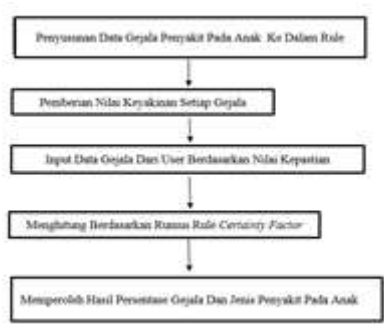 Penyusunan Data Gejala Penyakit Pada Anak Ke Dalam Rule
Pemberian Nilai Keyakinan Setiap Gejala
Input Data Gejala Dari User Berdasarkan Nilai Kepastian
Menghitung Berdasarkan Rumus Rule Certainty Factor
Memperoleh Hasil Persentase Gejala Dan Jenis Penyakit Pada Anak